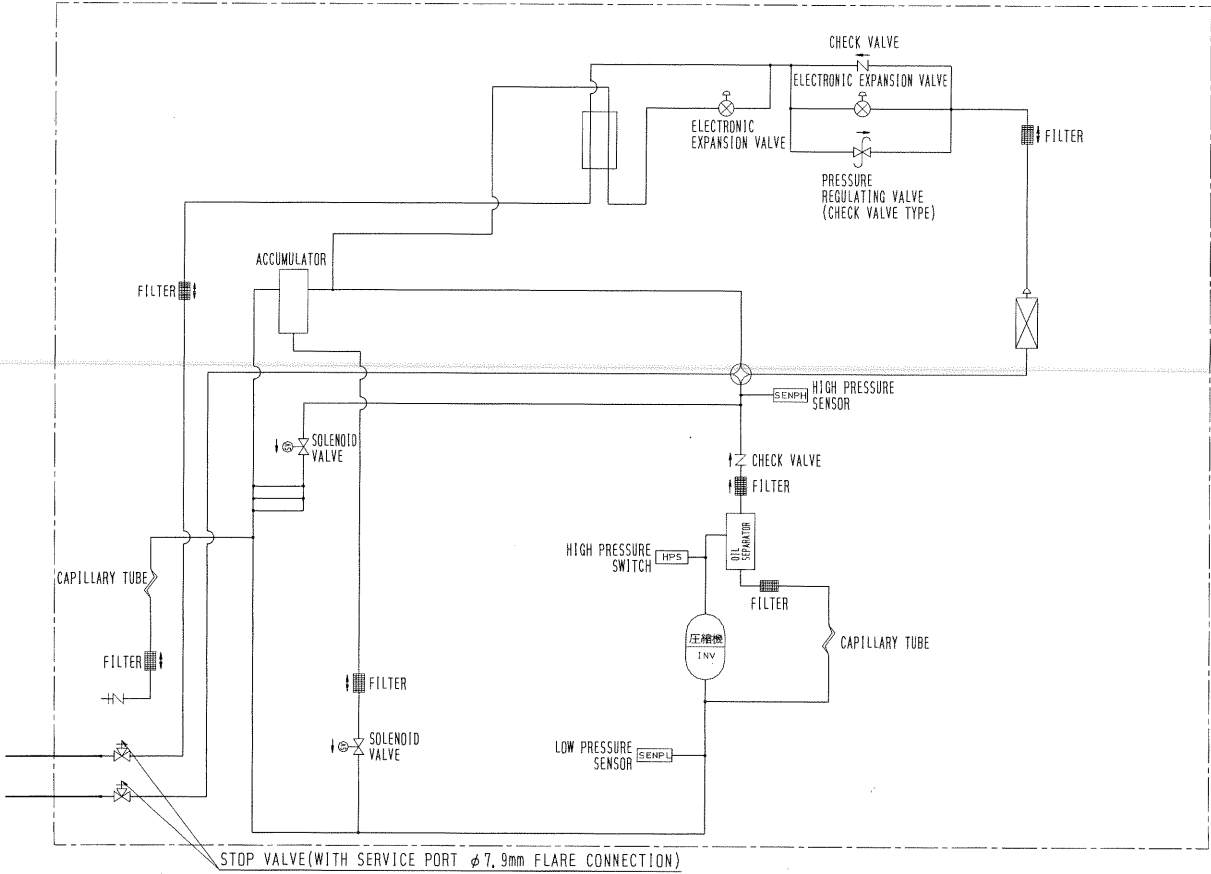 CHECK VALVE
ELECTRONIC EXPANSION VALVE
ELECTRONIC
EXPANSION VALVE
FILTER
PRESSURE
REGULATING VALVE
(CHECK VALVE TYPE)
ACCUMULATOR
FILTER
SENPH
HIGH PRESSURE
SENSOR
SV
SOLENOID
VALVE
CHECK VALVE
FILTER
OIL
SEPARATOR
HIGH PRESSURE
SWITCH
HPS
CAPILLARY TUBE
FILTER
圧縮機
INV
CAPILLARY TUBE
FILTER
FILTER
SV
SOLENOID
VALVE
LOW PRESSURE
SENSOR
SENPL
STOP VALVE(WITH SERVICE PORT φ7.9mm FLARE CONNECTION)